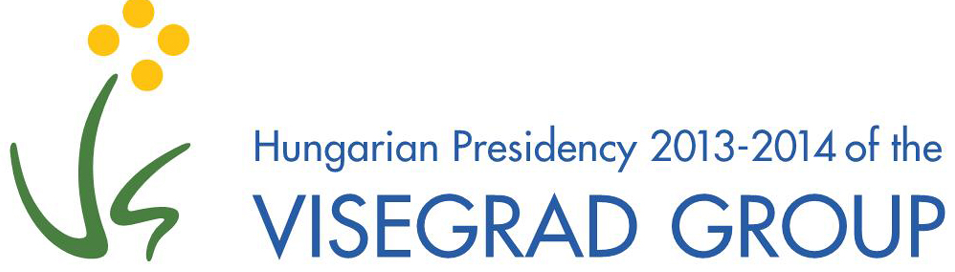 Hungarian Presidency 2013-2014 of the
VISEGRAD GROUP